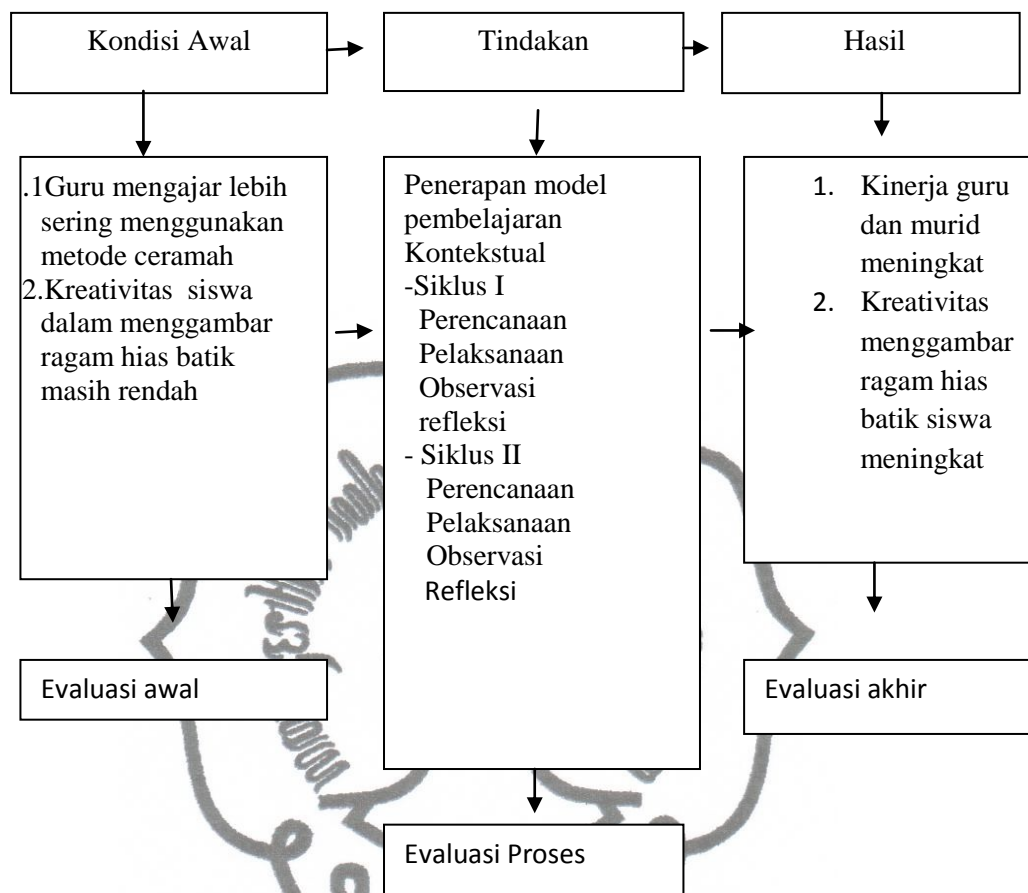 Kondisi Awal
Tindakan
Hasil
.1Guru mengajar lebih
sering menggunakan
metode ceramah
2.Kreativitas siswa
dalam menggambar
ragam hias batik
masih rendah
Penerapan model
pembelajaran
Kontekstual
-Siklus I
Perencanaan
Pelaksanaan
Observasi
refleksi
- Siklus II
Perencanaan
Pelaksanaan
Observasi
Refleksi
1. Kinerja guru
dan murid
meningkat
2. Kreativitas
menggambar
ragam hias
batik siswa
meningkat
Evaluasi awal
Evaluasi akhir
Evaluasi Proses